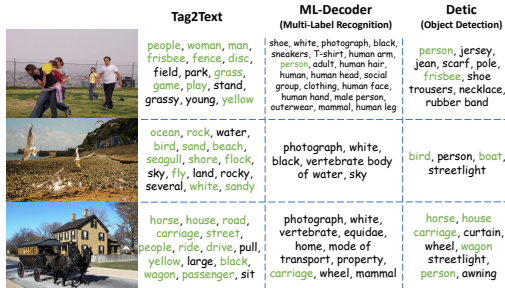 Tag2Text
ML-Decoder
(Multi-Label Recognition)
Detic
(Object Detection)
people, woman, man,
frisbee, fence, disc,
field, park, grass,
game, play, stand,
grassy, young, yellow
shoe, white, photograph, black,
sneakers, T-shirt, human arm,
person, adult, human hair,
human, human head, social
group, clothing, human face,
human hand, male person,
outerwear, mammal, human leg
person, jersey,
jean, scarf, pole,
frisbee, shoe
trousers, necklace,
rubber band
ocean, rock, water,
bird, sand, beach,
seagull, shore, flock,
sky, fly, land, rocky,
several, white, sandy
photograph, white,
black, vertebrate body
of water, sky
bird, person, boat,
streetlight
horse, house, road,
carriage, street,
people, ride, drive, pull,
yellow, large, black,
wagon, passenger, sit
photograph, white,
vertebrate, equidae,
home, mode of
transport, property,
carriage, wheel, mammal
horse, house
carriage, curtain,
wheel, wagon
streetlight,
person, awning